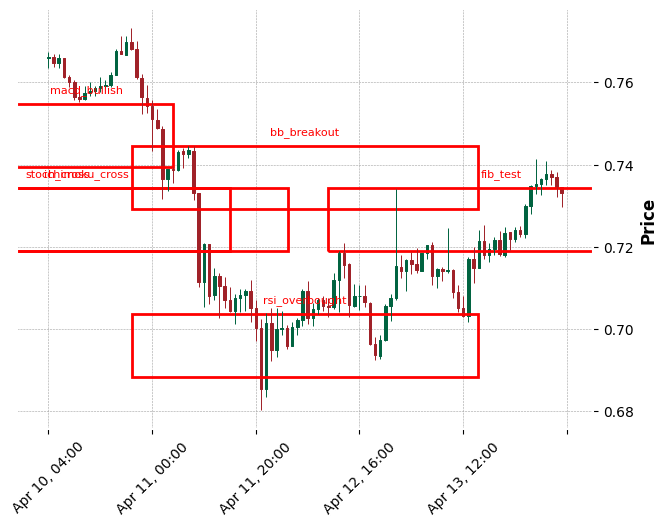 0.76
macd_bullish
bb_breakout
0.74
fib_test
Price
0.72
rsi_overbought
0.70
0.68
Apr 10, 04:00
Apr 11, 00:00
Apr 11, 20:00
Apr 12, 16:00
Apr 13, 12:00